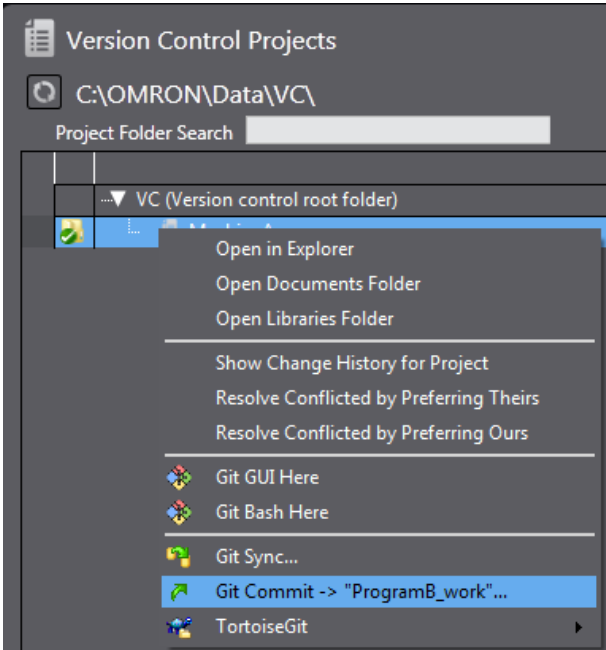 Version Control Projects
C:\OMRON\Data\VC\
Project Folder Search
VC (Version control root folder)
Open in Explorer
Open Documents Folder
Open Libraries Folder
Show Change History for Project
Resolve Conflicted by Preferring Theirs
Resolve Conflicted by Preferring Ours
Git GUI Here
Git Bash Here
Git Sync...
Git Commit -> "ProgramB_work"...
TortoiseGit